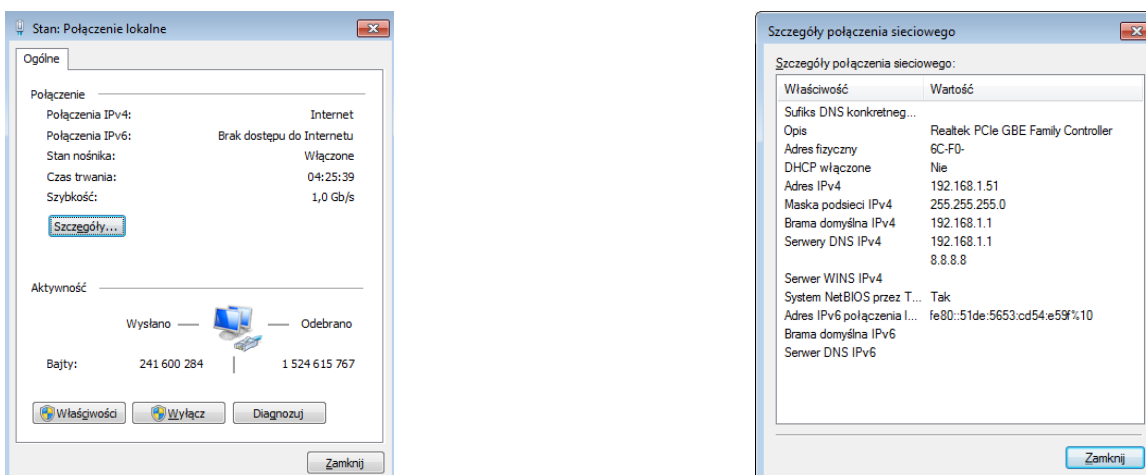 Stan: Połączenie lokalne
Ogólne
Połączenie
Połączenia IPv4: Internet
Połączenia IPv6: Brak dostępu do Internetu
Stan nośnika: Włączone
Czas trwania: 04:25:39
Szybkość: 1,0 Gb/s
Szczegóły...
Aktywność
Wysłano — Odebrano
Bajty: 241 600 284 1 524 615 767
Właściwości Wyłącz Diagnozuj
Zamknij
Szczegóły połączenia sieciowego
Szczegóły połączenia sieciowego:
Właściwość Wartość
Sufiks DNS konkretneg...
Opis Realtek PCIe GBE Family Controller
Adres fizyczny 6C-F0-
DHCP włączone Nie
Adres IPv4 192.168.1.51
Maska podsieci IPv4 255.255.255.0
Brama domyślna IPv4 192.168.1.1
Serwery DNS IPv4 192.168.1.1
8.8.8.8
Serwer WINS IPv4
System NetBIOS przez T... Tak
Adres IPv6 połączenia l... fe80::51de:5653:cd54:e59f%10
Brama domyślna IPv6
Serwer DNS IPv6
Zamknij